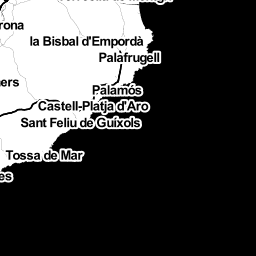 la Bisbal d'Empordà
Palafrugell
Palamós
Castell-Platja d'Aro
Sant Feliu de Guíxols
Tossa de Mar